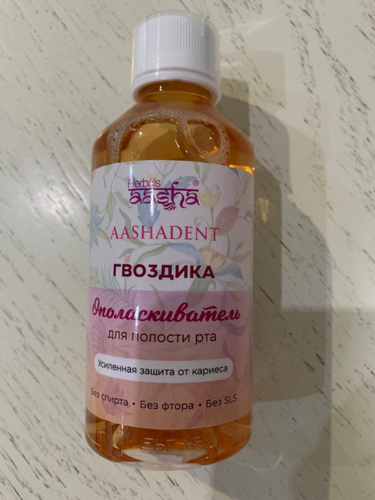 Herbals
aasha®
AASHADENT
ГВОЗДИКА
Ополаскиватель
для полости рта
Усиленная защита от кариеса
Без спирта • Без фтора • Без SLS